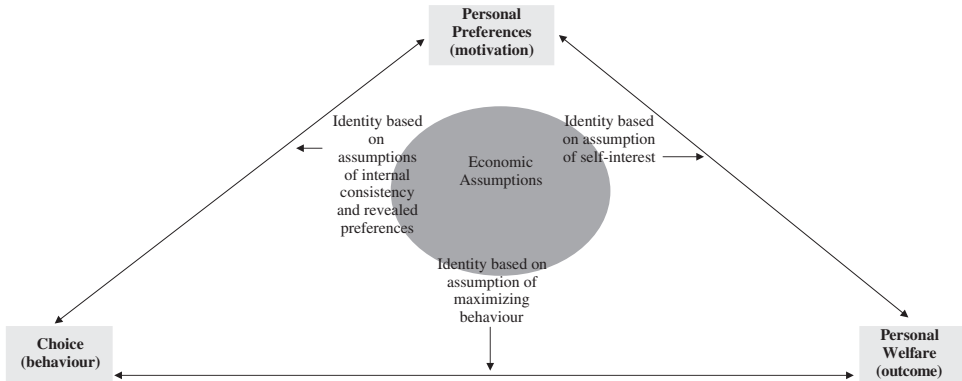 Personal
Preferences
(motivation)
Identity based
on
assumptions
of internal
consistency
and revealed
preferences
Economic
Assumptions
Identity based
on assumption
of self-interest
Identity based on
assumption of
maximizing
behaviour
Choice
(behaviour)
Personal
Welfare
(outcome)